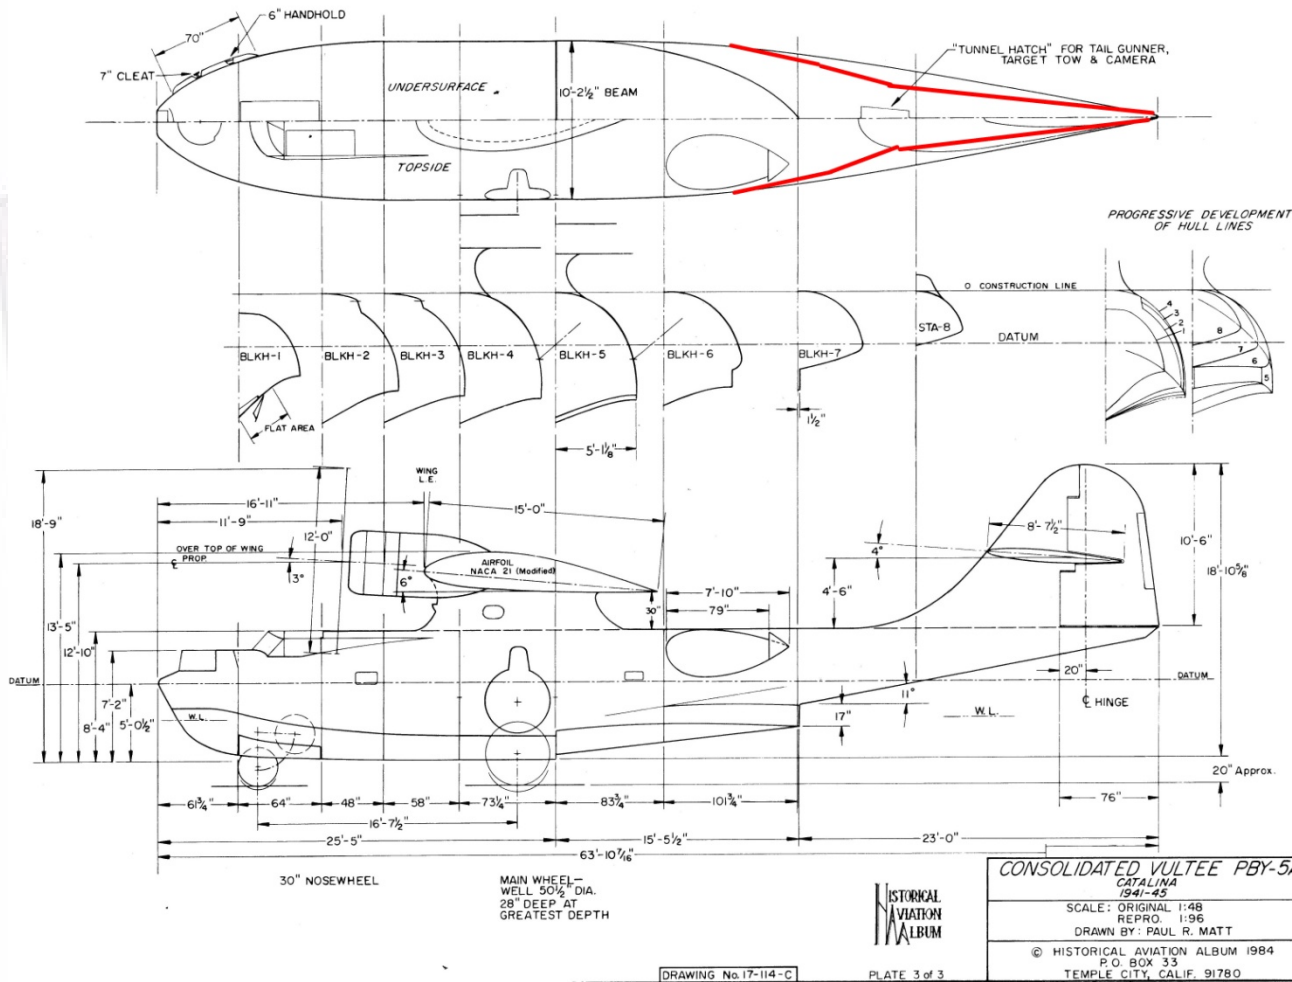 6" HANDHOLD
70"
7" CLEAT
UNDERSURFACE
10'-2½" BEAM
"TUNNEL HATCH" FOR TAIL GUNNER,
TARGET TOW & CAMERA
TOPSIDE
PROGRESSIVE DEVELOPMENT
OF HULL LINES
O CONSTRUCTION LINE
DATUM
BLKH-1
BLKH-2
BLKH-3
BLKH-4
BLKH-5
BLKH-6
BLKH-7
STA-8
4
3
2
1
8
7
6
5
FLAT AREA
5'-1⅛"
1½"
WING
L.E.
16'-11"
15'-0"
11'-9"
18'-9"
12'-0"
OVER TOP OF WING
PROP.
℄
3°
6°
AIRFOIL
NACA 21 (Modified)
8'-7½"
4°
10'-6"
18'-10⅝"
4'-6"
7'-10"
79"
30"
13'-5"
12'-10"
DATUM
7'-2"
8'-4"
5'-0½"
W.L.
20"
DATUM
11°
℄ HINGE
17"
W.L.
20" Approx.
61¾"
64"
48"
58"
73¼"
83¾"
101¾"
76"
16'-7½"
25'-5"
15'-5½"
23'-0"
63'-10⁷⁄₁₆"
30" NOSEWHEEL
MAIN WHEEL—
WELL 50½" DIA.
28" DEEP AT
GREATEST DEPTH
HISTORICAL
AVIATION
ALBUM
CONSOLIDATED VULTEE PBY-5A
CATALINA
1941-45
SCALE: ORIGINAL 1:48
REPRO. 1:96
DRAWN BY: PAUL R. MATT
© HISTORICAL AVIATION ALBUM 1984
P.O. BOX 33
TEMPLE CITY, CALIF. 91780
DRAWING No. 17-114-C
PLATE 3 of 3